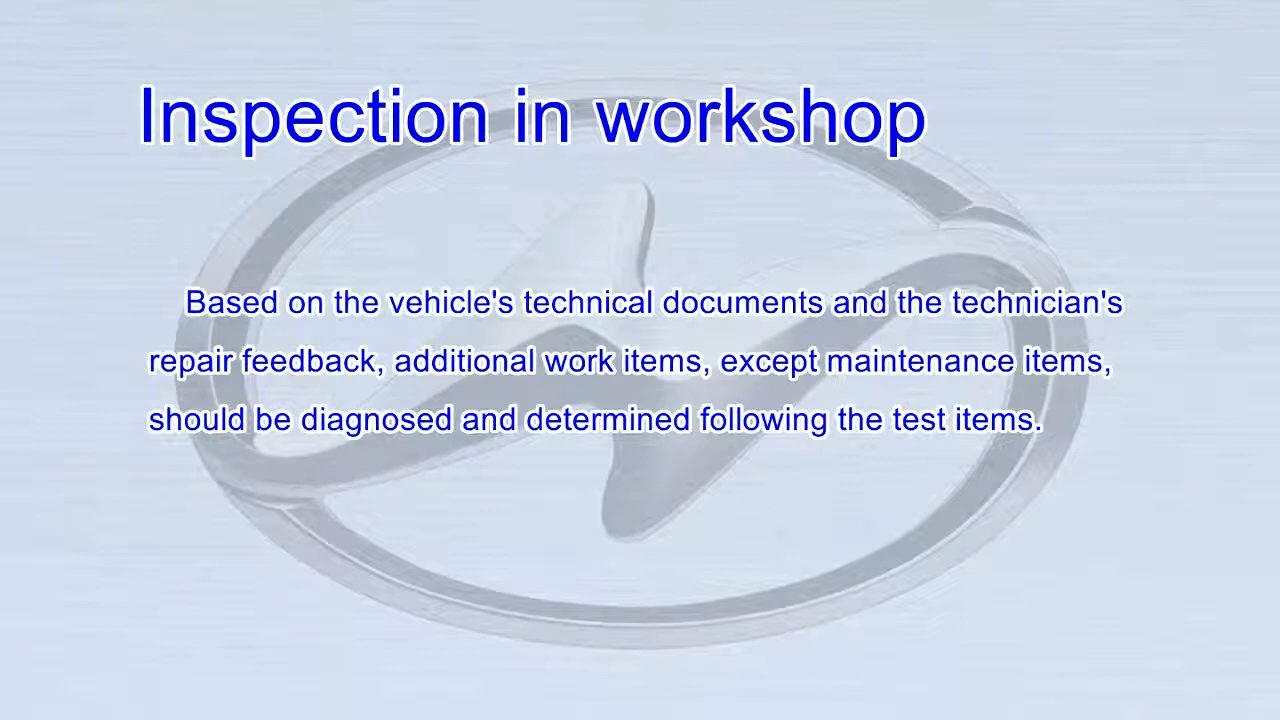 Inspection in workshop
Based on the vehicle's technical documents and the technician's
repair feedback, additional work items, except maintenance items,
should be diagnosed and determined following the test items.